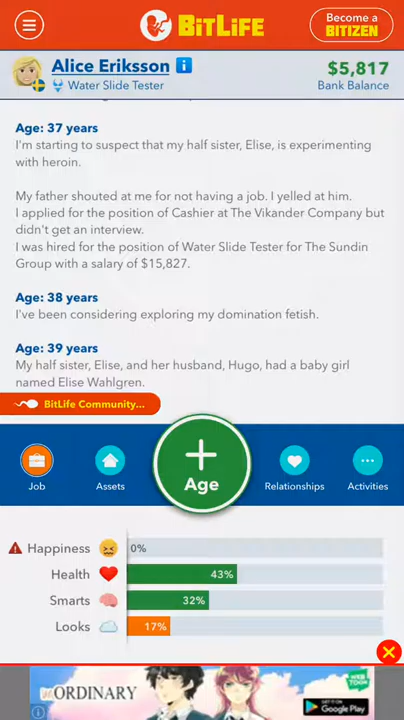 BitLife
Become a
BITIZEN
Alice Eriksson i
$5,817
Water Slide Tester
Bank Balance
Age: 37 years
I'm starting to suspect that my half sister, Elise, is experimenting
with heroin.
My father shouted at me for not having a job. I yelled at him.
I applied for the position of Cashier at The Vikander Company but
didn't get an interview.
I was hired for the position of Water Slide Tester for The Sundin
Group with a salary of $15,827.
Age: 38 years
I've been considering exploring my domination fetish.
Age: 39 years
My half sister, Elise, and her husband, Hugo, had a baby girl
named Elise Wahlgren.
BitLife Community...
+
Age
Job
Assets
Relationships
Activities
Happiness 0%
Health 43%
Smarts 32%
Looks 17%
ORDINARY
WEB
TOON
Google Play